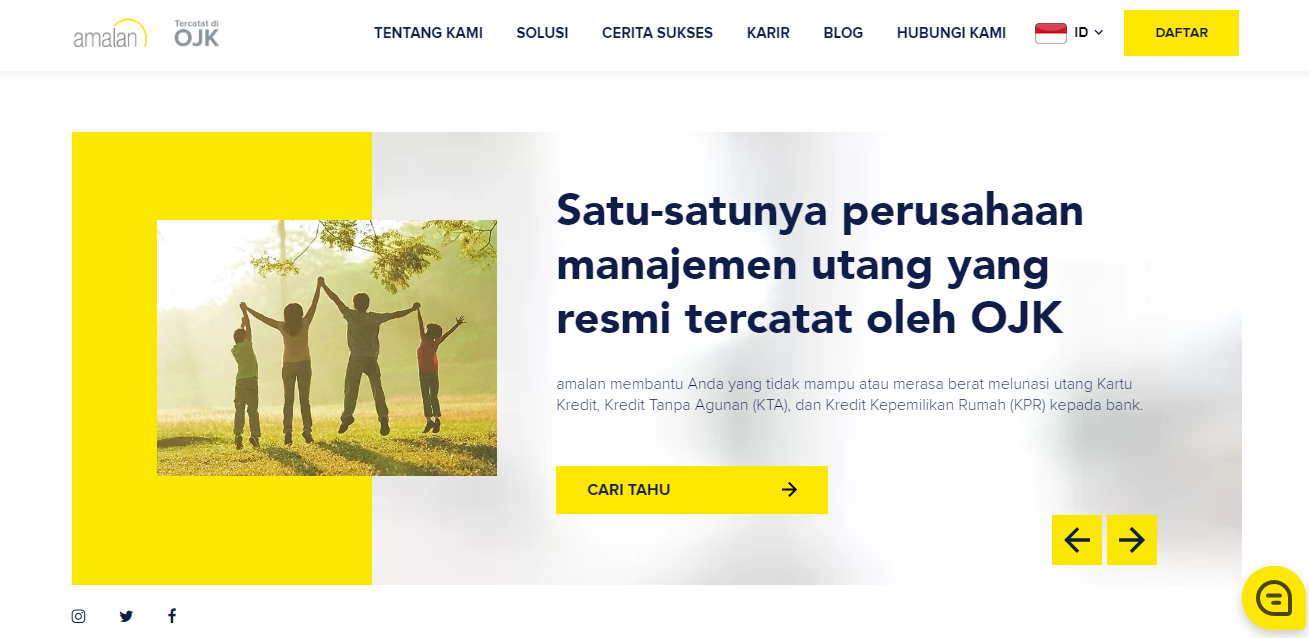 amalan
Tercatat di
OJK
TENTANG KAMI
SOLUSI
CERITA SUKSES
KARIR
BLOG
HUBUNGI KAMI
ID
DAFTAR
Satu-satunya perusahaan
manajemen utang yang
resmi tercatat oleh OJK
amalan membantu Anda yang tidak mampu atau merasa berat melunasi utang Kartu
Kredit, Kredit Tanpa Agunan (KTA), dan Kredit Kepemilikan Rumah (KPR) kepada bank.
CARI TAHU